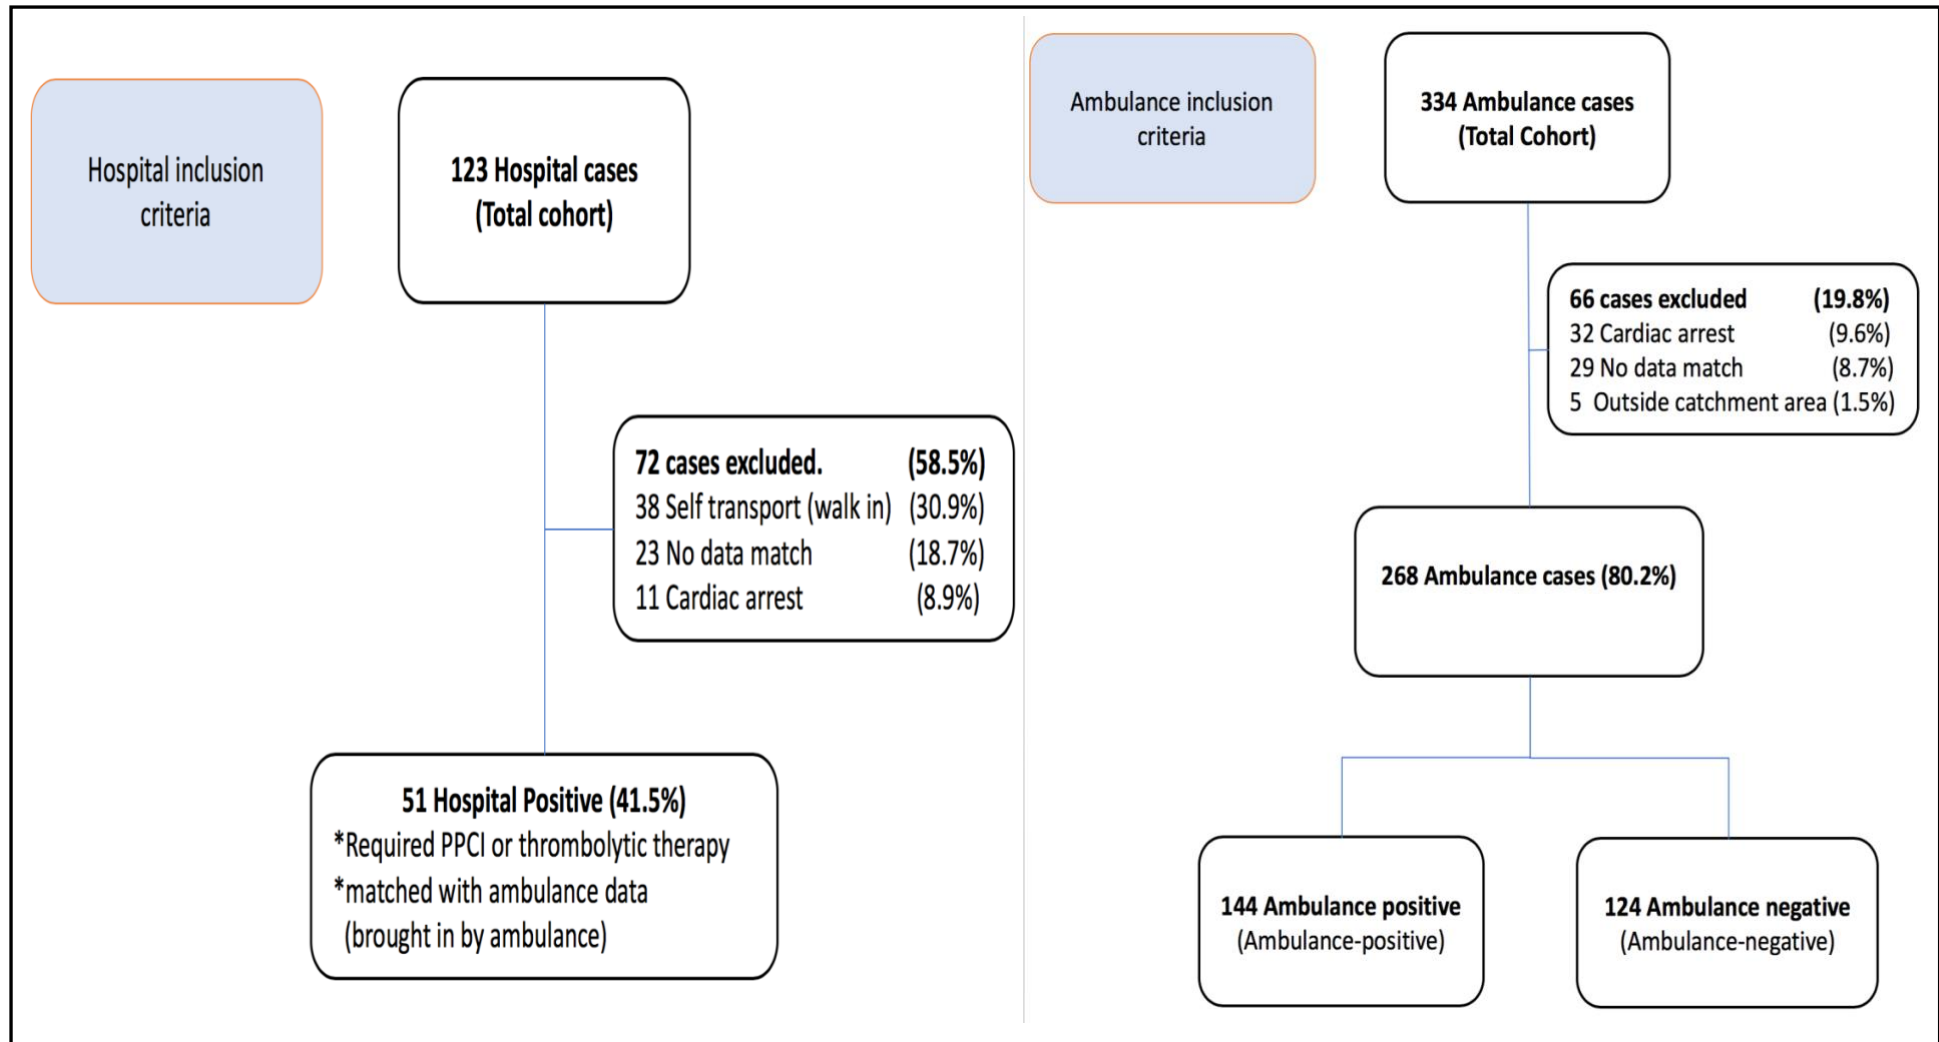 Hospital inclusion
criteria
123 Hospital cases
(Total cohort)
72 cases excluded. (58.5%)
38 Self transport (walk in) (30.9%)
23 No data match (18.7%)
11 Cardiac arrest (8.9%)
51 Hospital Positive (41.5%)
*Required PPCI or thrombolytic therapy
*matched with ambulance data
(brought in by ambulance)
Ambulance inclusion
criteria
334 Ambulance cases
(Total Cohort)
66 cases excluded (19.8%)
32 Cardiac arrest (9.6%)
29 No data match (8.7%)
5 Outside catchment area (1.5%)
268 Ambulance cases (80.2%)
144 Ambulance positive
(Ambulance-positive)
124 Ambulance negative
(Ambulance-negative)